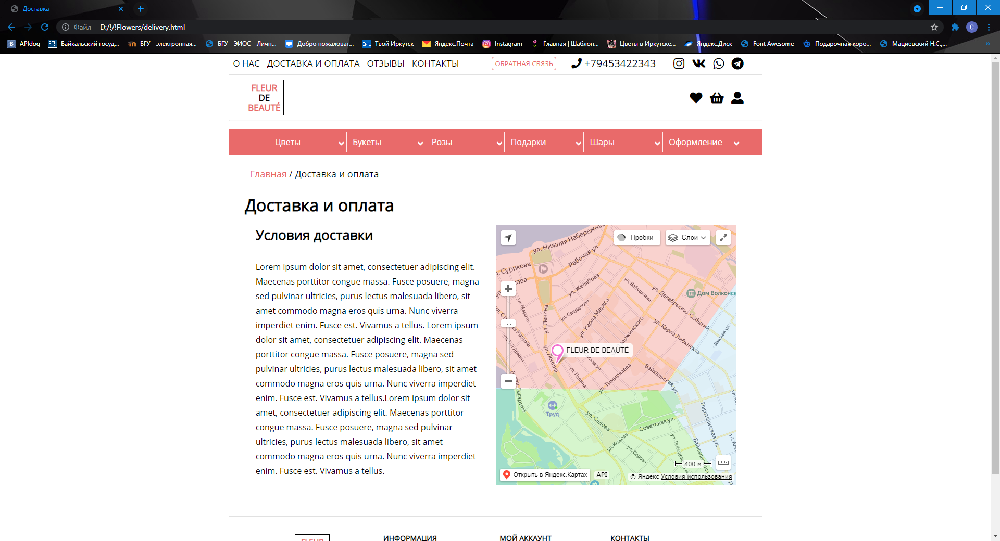 Доставка
Файл
D:/!/!Flowers/delivery.html
C
APIdog
Байкальский госуд...
БГУ - электронная...
БГУ - ЭИОС - Личн...
Добро пожаловат...
Твой Иркутск
Яндекс.Почта
Instagram
Главная | Шаблон...
Цветы в Иркутске...
Яндекс.Диск
Font Awesome
Подарочная коро...
Мациевский Н.С.,...
О НАС
ДОСТАВКА И ОПЛАТА
ОТЗЫВЫ
КОНТАКТЫ
ОБРАТНАЯ СВЯЗЬ
+79453422343
FLEUR
DE
BEAUTÉ
Цветы
Букеты
Розы
Подарки
Шары
Оформление
Главная / Доставка и оплата
Доставка и оплата
Условия доставки
Lorem ipsum dolor sit amet, consectetuer adipiscing elit.
Maecenas porttitor congue massa. Fusce posuere, magna
sed pulvinar ultricies, purus lectus malesuada libero, sit
amet commodo magna eros quis urna. Nunc viverra
imperdiet enim. Fusce est. Vivamus a tellus. Lorem ipsum
dolor sit amet, consectetuer adipiscing elit. Maecenas
porttitor congue massa. Fusce posuere, magna sed
pulvinar ultricies, purus lectus malesuada libero, sit amet
commodo magna eros quis urna. Nunc viverra imperdiet
enim. Fusce est. Vivamus a tellus.Lorem ipsum dolor sit
amet, consectetuer adipiscing elit. Maecenas porttitor
congue massa. Fusce posuere, magna sed pulvinar
ultricies, purus lectus malesuada libero, sit amet
commodo magna eros quis urna. Nunc viverra imperdiet
enim. Fusce est. Vivamus a tellus.
Пробки
Слои
ул. Нижняя Набережная
Рабочая ул.
л. Сурикова
ул. Желябова
ул. Бабушкина
ул. Декабрьских Событий
Дом Волконск
ул. Марата
ул. Ленина
ул. Свердлова
ул. Карла Маркса
ул. Карла Либкнехта
Ямская ул.
Разина
ул. 5-й Армии
ул. Ленина
FLEUR DE BEAUTÉ
ул. Лапина
ул. Тимирязева
Байкальская ул.
Гагарина
Труд
ул. Седова
Советская ул.
Партизанская ул.
ул. Кожова
ул. Седова
400 м
Открыть в Яндекс.Картах
API
© Яндекс Условия использования
FLEUR
ИНФОРМАЦИЯ
МОЙ АККАУНТ
КОНТАКТЫ